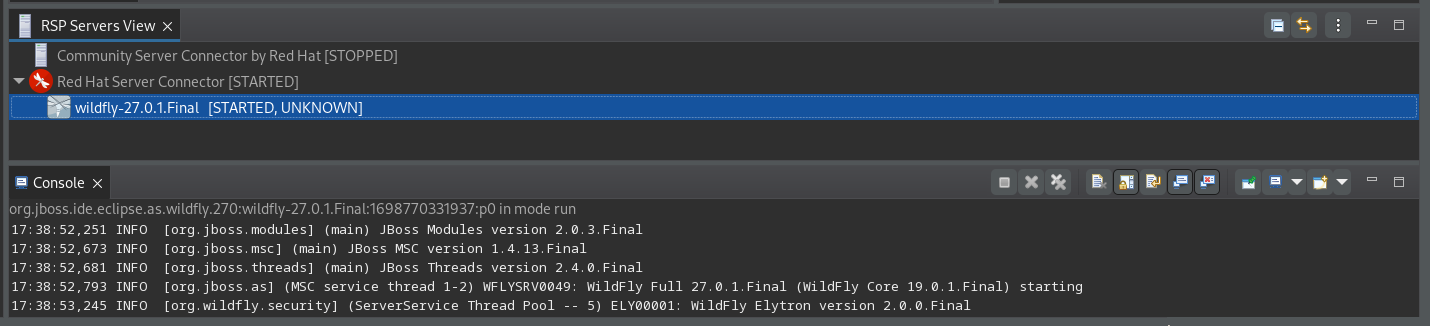 RSP Servers View
Community Server Connector by Red Hat [STOPPED]
Red Hat Server Connector [STARTED]
wildfly-27.0.1.Final [STARTED, UNKNOWN]
Console
org.jboss.ide.eclipse.as.wildfly.270:wildfly-27.0.1.Final:1698770331937:p0 in mode run
17:38:52,251 INFO [org.jboss.modules] (main) JBoss Modules version 2.0.3.Final
17:38:52,673 INFO [org.jboss.msc] (main) JBoss MSC version 1.4.13.Final
17:38:52,681 INFO [org.jboss.threads] (main) JBoss Threads version 2.4.0.Final
17:38:52,793 INFO [org.jboss.as] (MSC service thread 1-2) WFLYSRV0049: WildFly Full 27.0.1.Final (WildFly Core 19.0.1.Final) starting
17:38:53,245 INFO [org.wildfly.security] (ServerService Thread Pool -- 5) ELY00001: WildFly Elytron version 2.0.0.Final